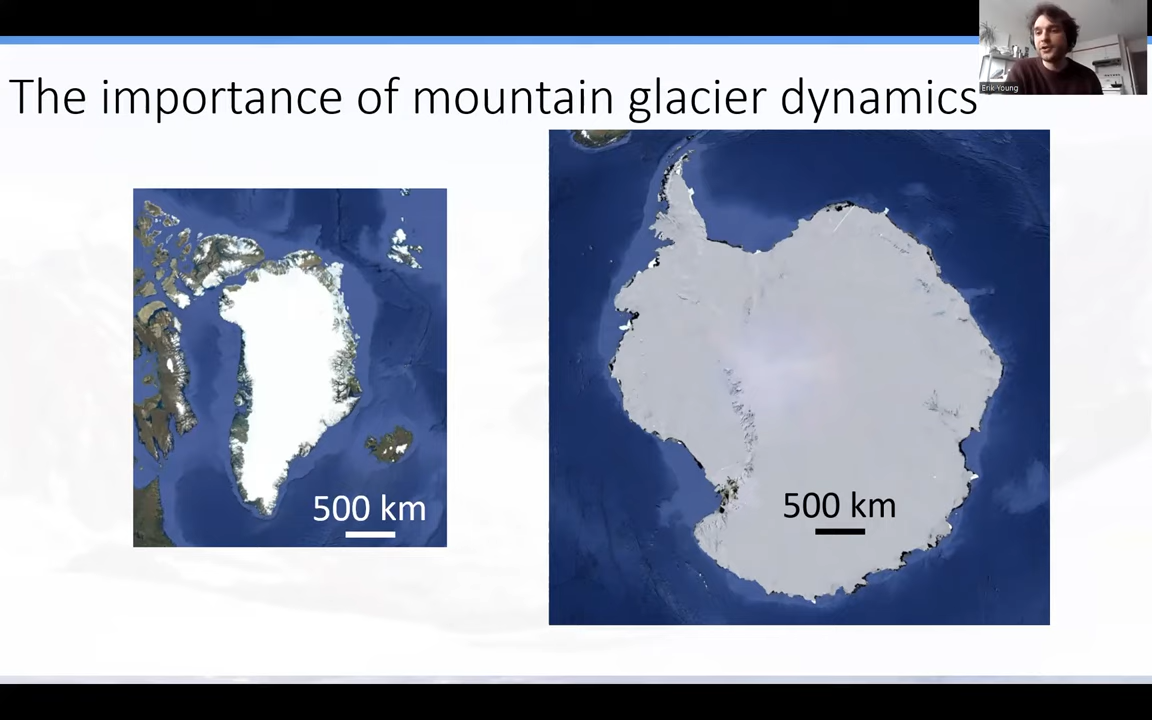 The importance of mountain glacier dynamics
Erik Young
500 km
500 km